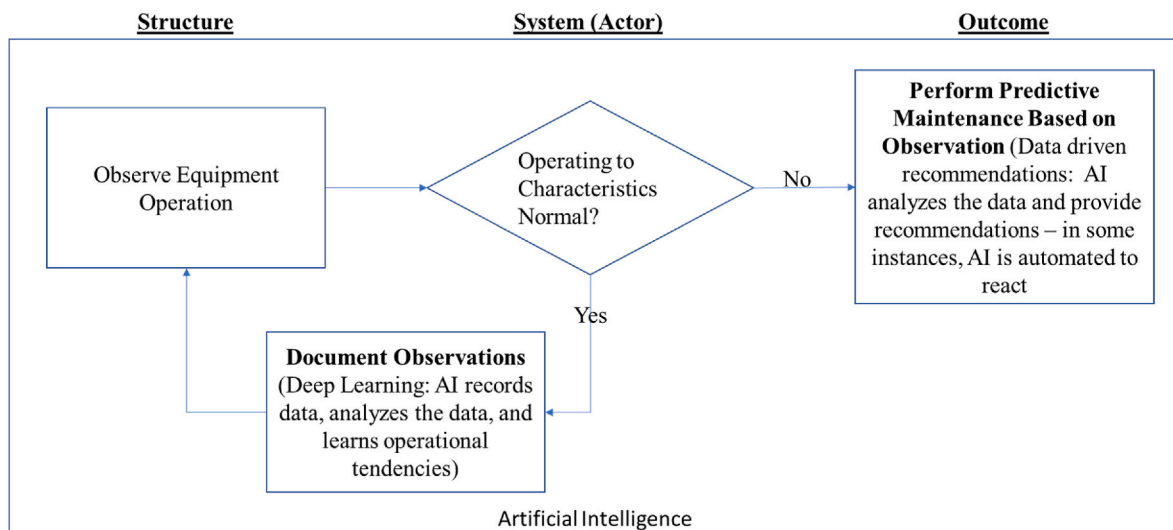 Structure
System (Actor)
Outcome
Observe Equipment
Operation
Operating to
Characteristics
Normal?
No
Perform Predictive
Maintenance Based on
Observation (Data driven
recommendations: AI
analyzes the data and provide
recommendations – in some
instances, AI is automated to
react
Yes
Document Observations
(Deep Learning: AI records
data, analyzes the data, and
learns operational
tendencies)
Artificial Intelligence